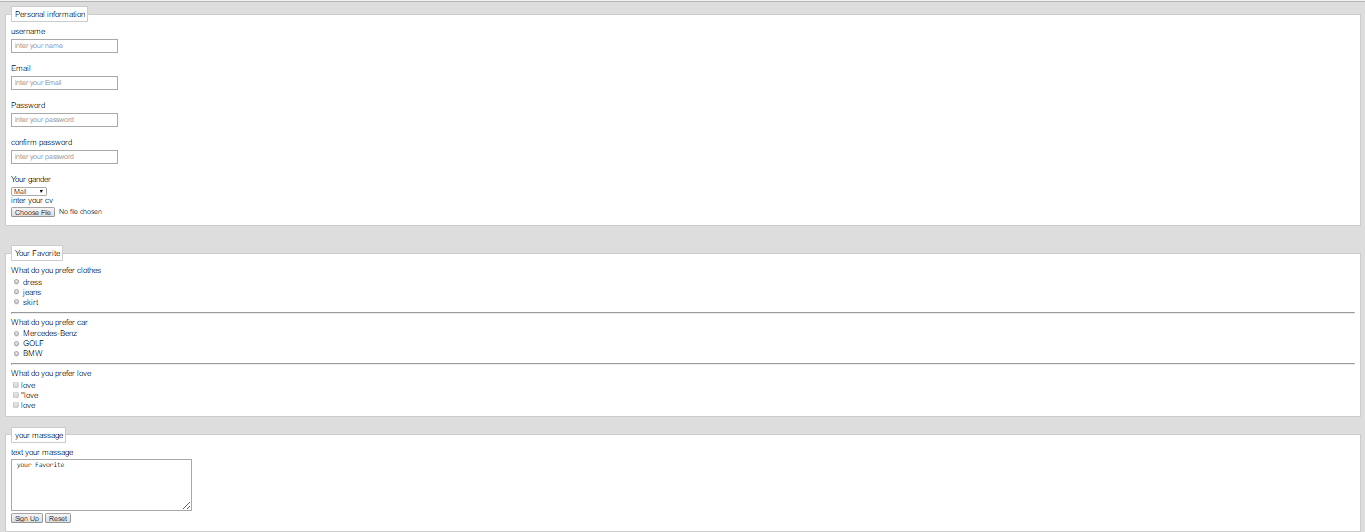 Personal information
username
inter your name
Email
inter your Email
Password
inter your password
confirm password
inter your password
Your gander
Mail
inter your cv
Choose File No file chosen
Your Favorite
What do you prefer clothes
dress
jeans
skirt
What do you prefer car
Mercedes-Benz
GOLF
BMW
What do you prefer love
love
"love
love
your massage
text your massage
your Favorite
Sign Up Reset